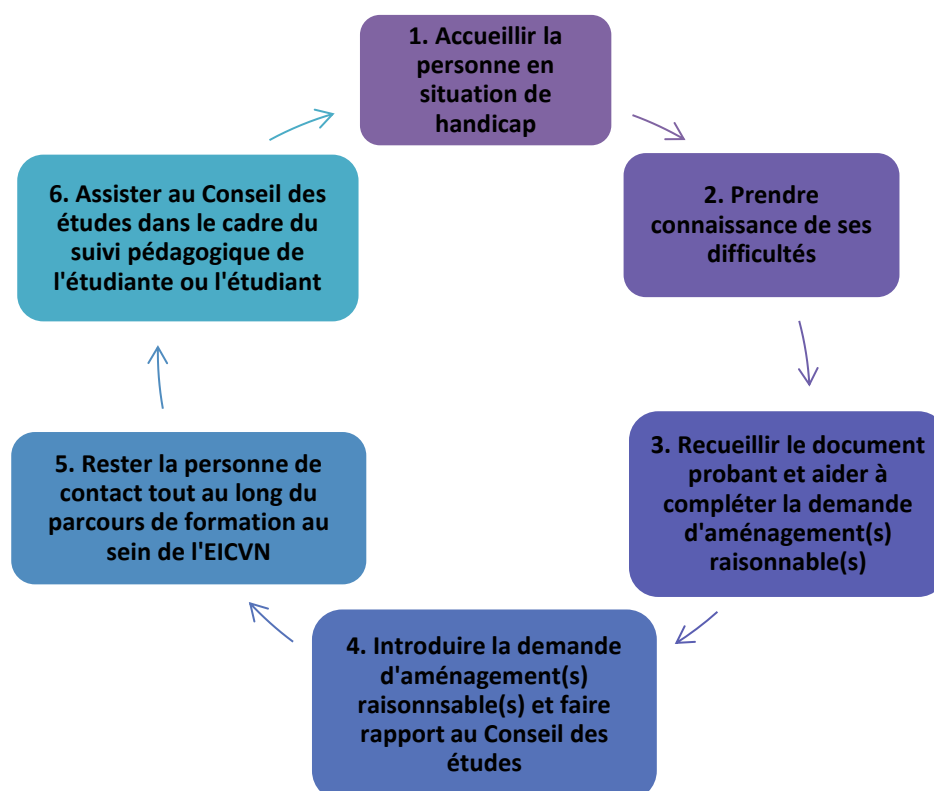 1. Accueillir la
personne en
situation de
handicap
2. Prendre
connaissance de ses
difficultés
3. Recueillir le document
probant et aider à
compléter la demande
d'aménagement(s)
raisonnable(s)
4. Introduire la demande
d'aménagement(s)
raisonnsable(s) et faire
rapport au Conseil des
études
5. Rester la personne de
contact tout au long du
parcours de formation au
sein de l'EICVN
6. Assister au Conseil des
études dans le cadre du
suivi pédagogique de
l'étudiante ou l'étudiant